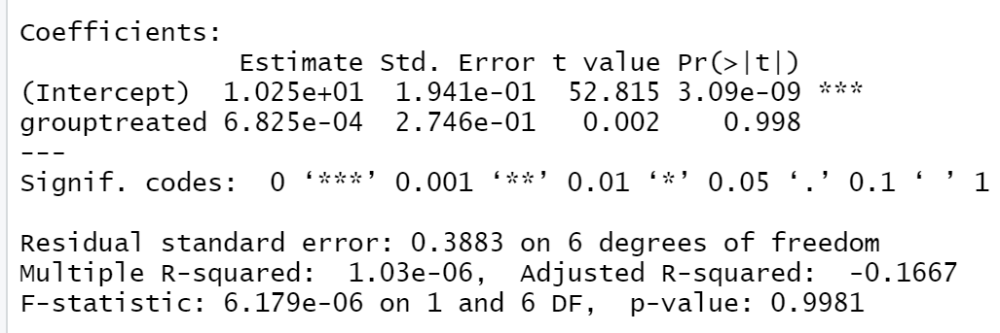 Coefficients:
             Estimate Std. Error t value Pr(>|t|)
(Intercept)  1.025e+01  1.941e-01  52.815 3.09e-09 ***
grouptreated 6.825e-04  2.746e-01   0.002    0.998
---
Signif. codes:  0 ‘***’ 0.001 ‘**’ 0.01 ‘*’ 0.05 ‘.’ 0.1 ‘ ’ 1
Residual standard error: 0.3883 on 6 degrees of freedom
Multiple R-squared:  1.03e-06,  Adjusted R-squared:  -0.1667
F-statistic: 6.179e-06 on 1 and 6 DF,  p-value: 0.9981